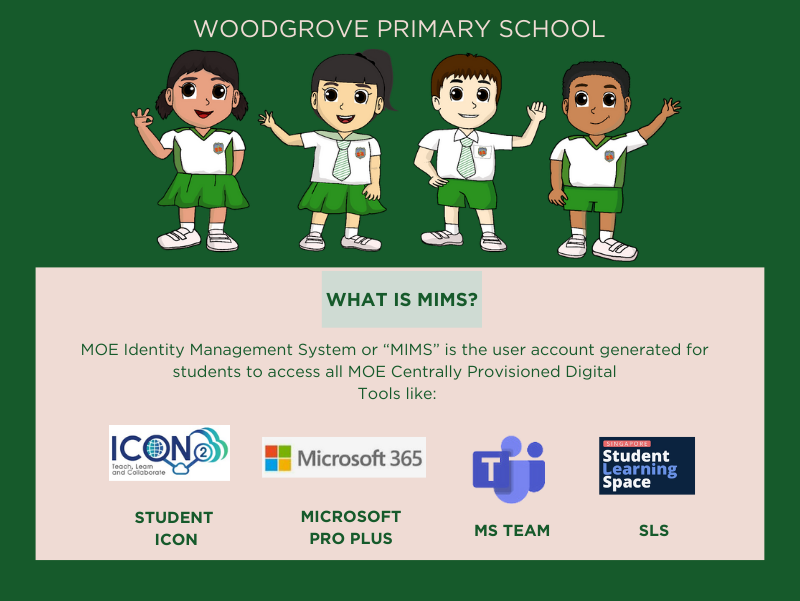 WOODGROVE PRIMARY SCHOOL
WHAT IS MIMS?
MOE Identity Management System or “MIMS” is the user account generated for
students to access all MOE Centrally Provisioned Digital
Tools like:
ICON 2
Teach, Learn
and Collaborate
Microsoft 365
T
SINGAPORE
Student
Learning
Space
STUDENT
ICON
MICROSOFT
PRO PLUS
MS TEAM
SLS